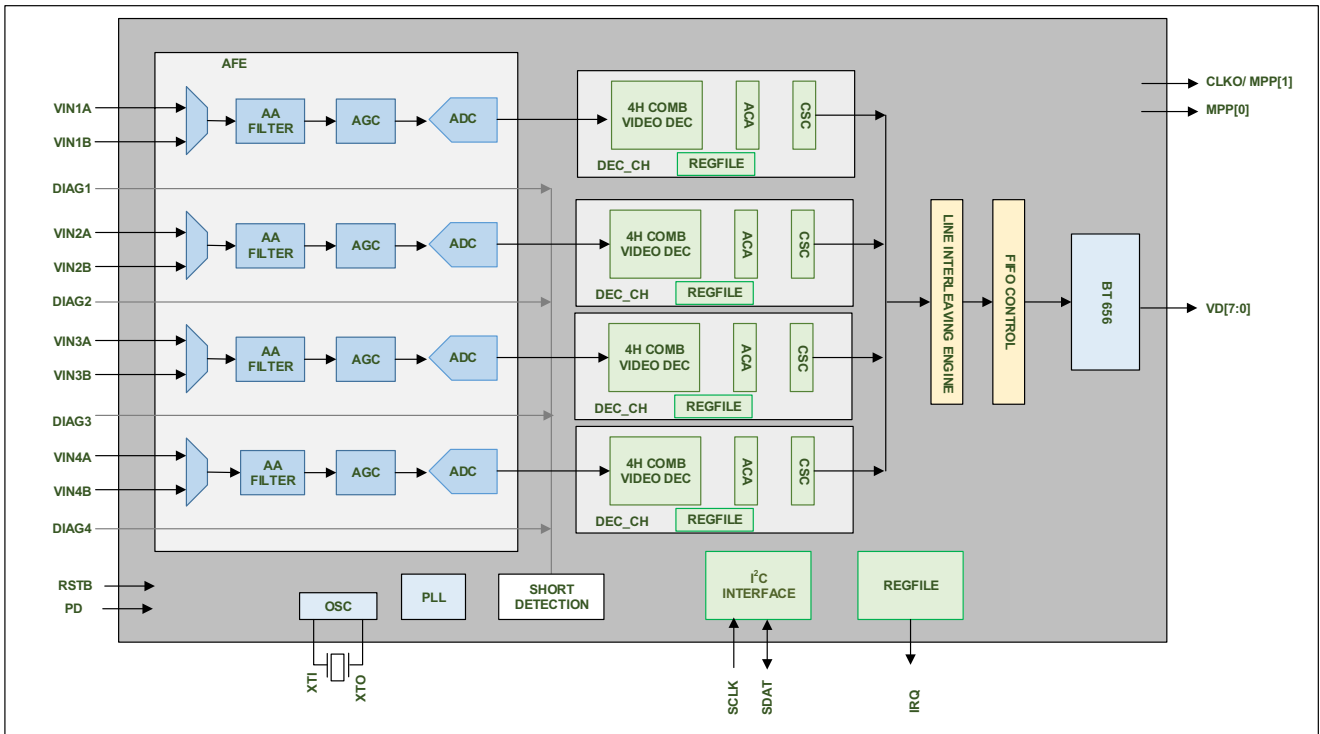 AFE
VIN1A
VIN1B
AA
FILTER
AGC
ADC
4H COMB
VIDEO DEC
ACA
CSC
DEC_CH
REGFILE
DIAG1
VIN2A
VIN2B
AA
FILTER
AGC
ADC
4H COMB
VIDEO DEC
ACA
CSC
DEC_CH
REGFILE
DIAG2
VIN3A
VIN3B
AA
FILTER
AGC
ADC
4H COMB
VIDEO DEC
ACA
CSC
DEC_CH
REGFILE
DIAG3
VIN4A
VIN4B
AA
FILTER
AGC
ADC
4H COMB
VIDEO DEC
ACA
CSC
DEC_CH
REGFILE
DIAG4
LINE INTERLEAVING ENGINE
FIFO CONTROL
BT 656
CLKO/ MPP[1]
MPP[0]
VD[7:0]
RSTB
PD
OSC
PLL
SHORT
DETECTION
I2C
INTERFACE
REGFILE
XTI
XTO
SCLK
SDAT
IRQ